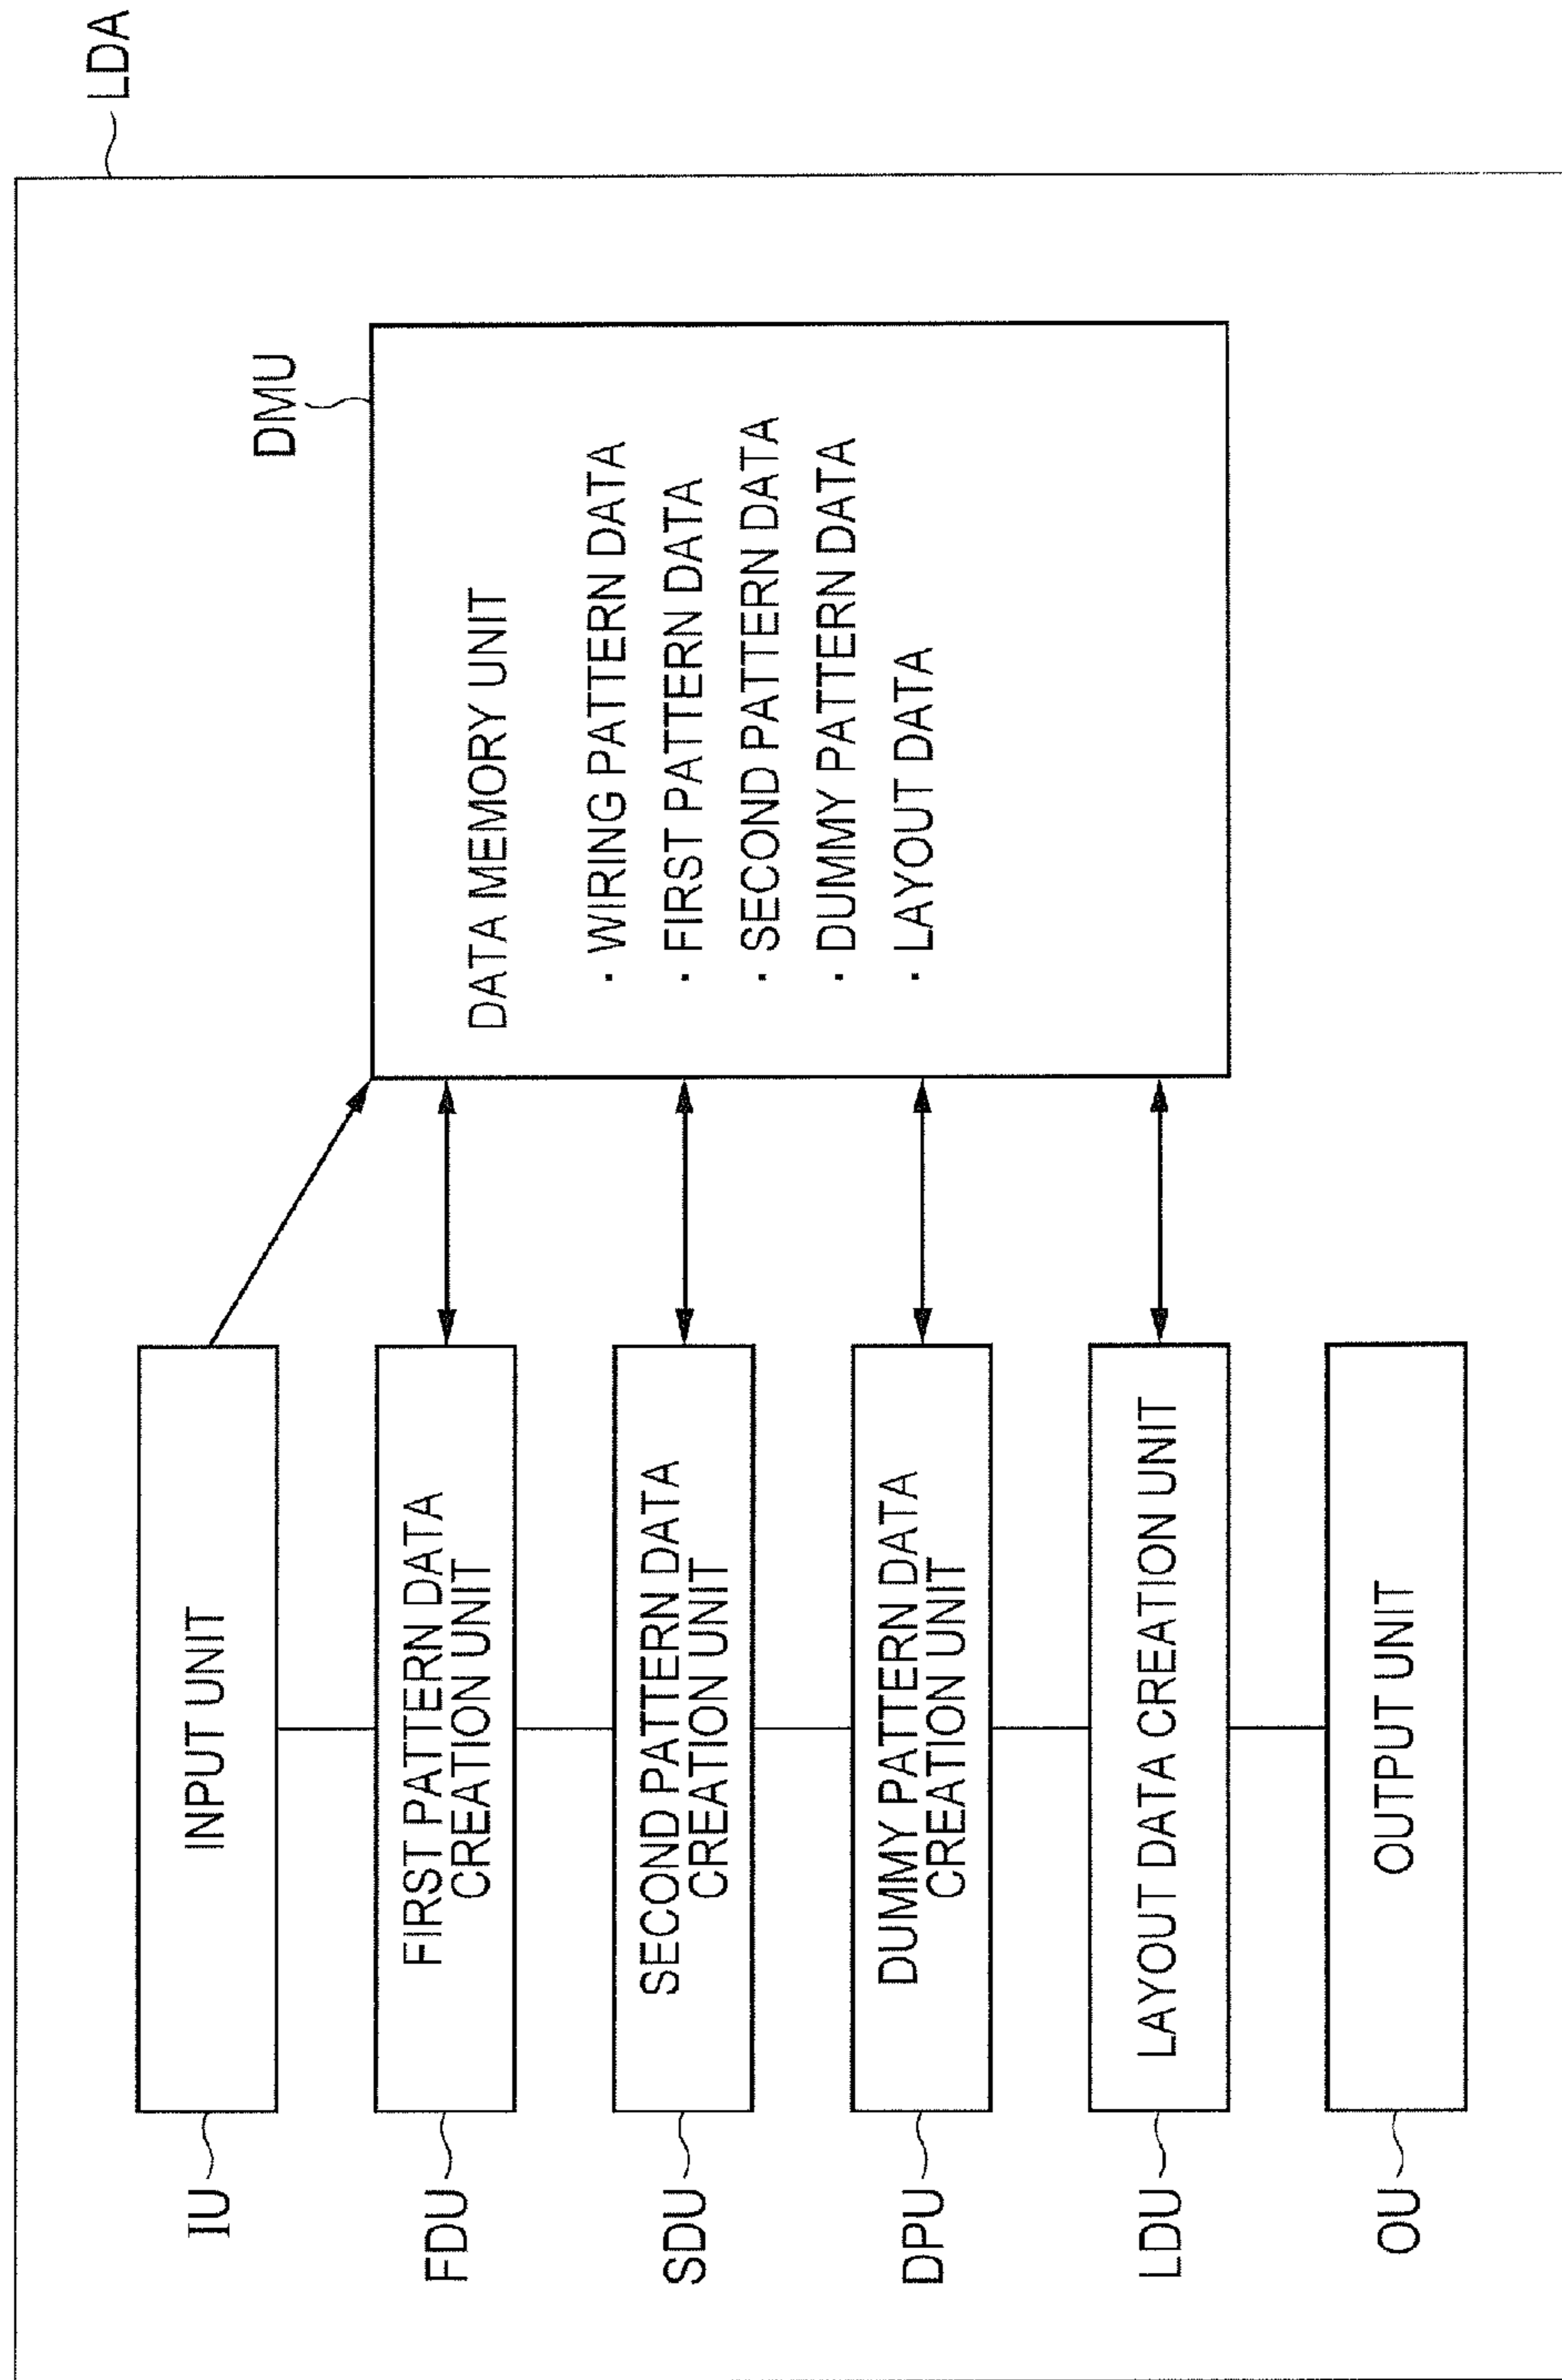 LDA
DMU
DATA MEMORY UNIT
· WIRING PATTERN DATA
· FIRST PATTERN DATA
· SECOND PATTERN DATA
· DUMMY PATTERN DATA
· LAYOUT DATA
IU
INPUT UNIT
FDU
FIRST PATTERN DATA
CREATION UNIT
SDU
SECOND PATTERN DATA
CREATION UNIT
DPU
DUMMY PATTERN DATA
CREATION UNIT
LDU
LAYOUT DATA CREATION UNIT
OU
OUTPUT UNIT